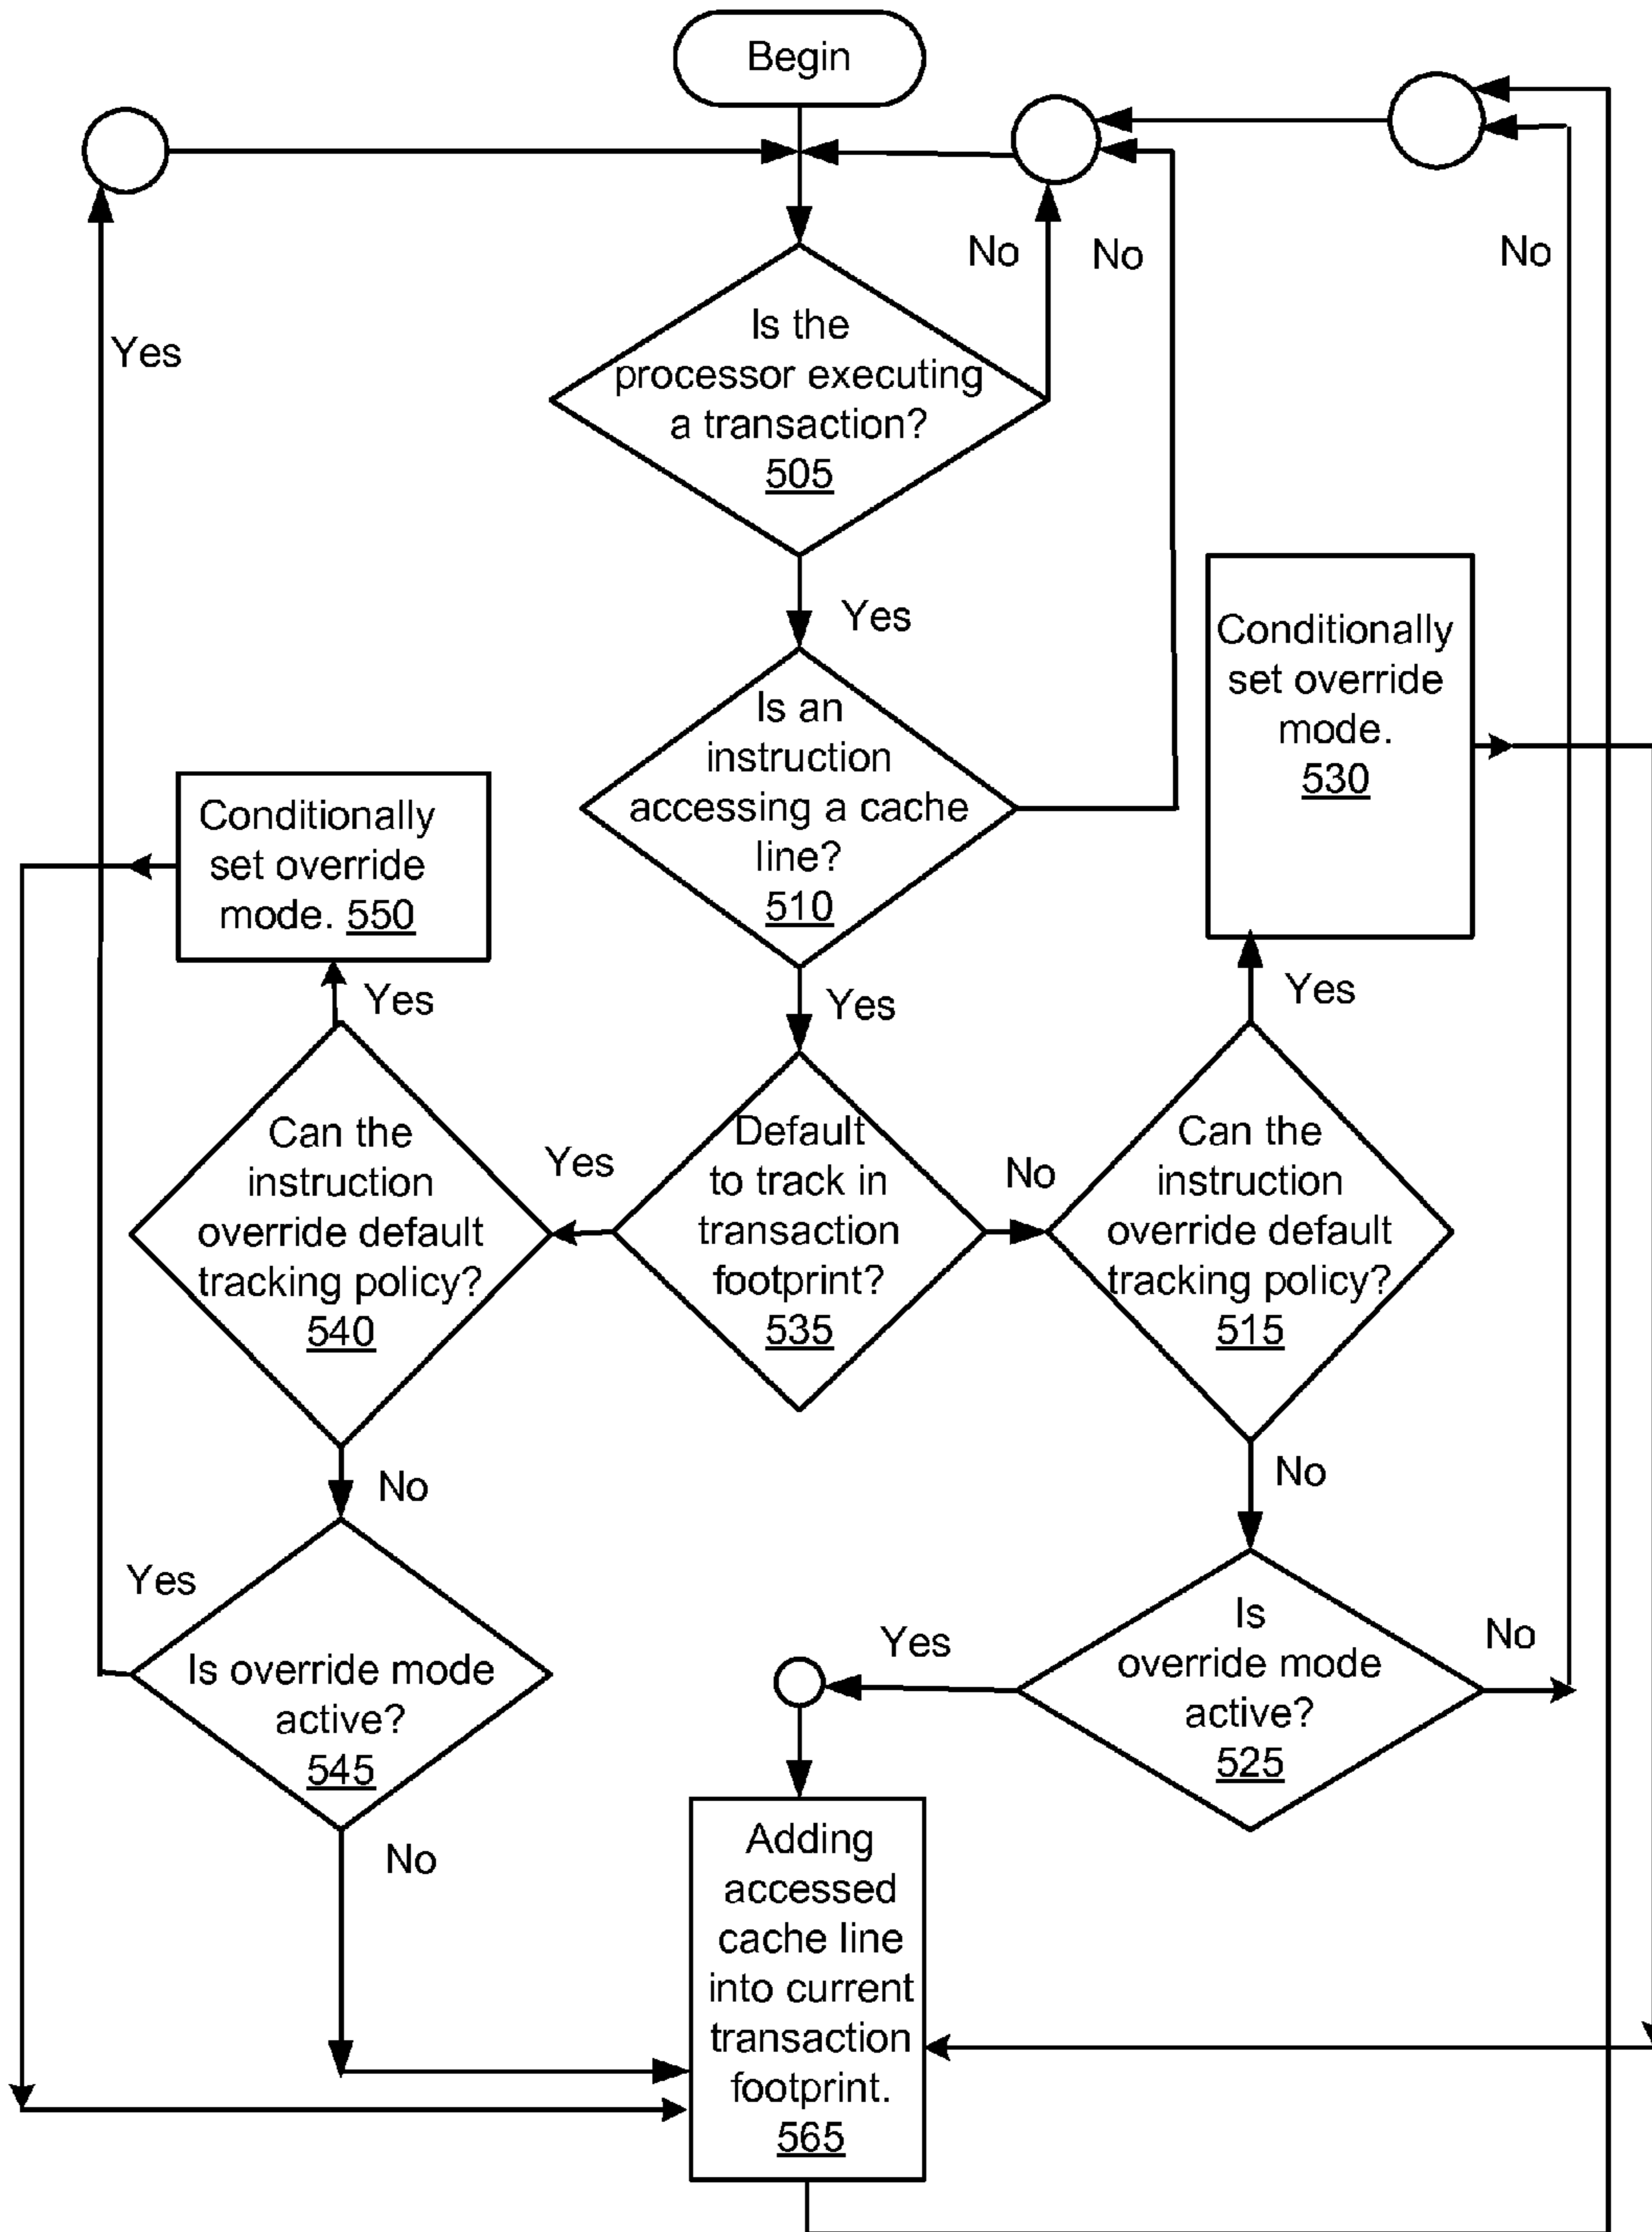 Begin
No
No
No
Yes
Is the
processor executing
a transaction?
505
Yes
Conditionally
set override
mode.
530
Is an
instruction
accessing a cache
line?
510
Conditionally
set override
mode. 550
Yes
Yes
Yes
Can the
instruction
override default
tracking policy?
540
Yes
Default
to track in
transaction
footprint?
535
No
Can the
instruction
override default
tracking policy?
515
No
No
Yes
Is override mode
active?
545
Yes
Is
override mode
active?
525
No
No
Adding
accessed
cache line
into current
transaction
footprint.
565